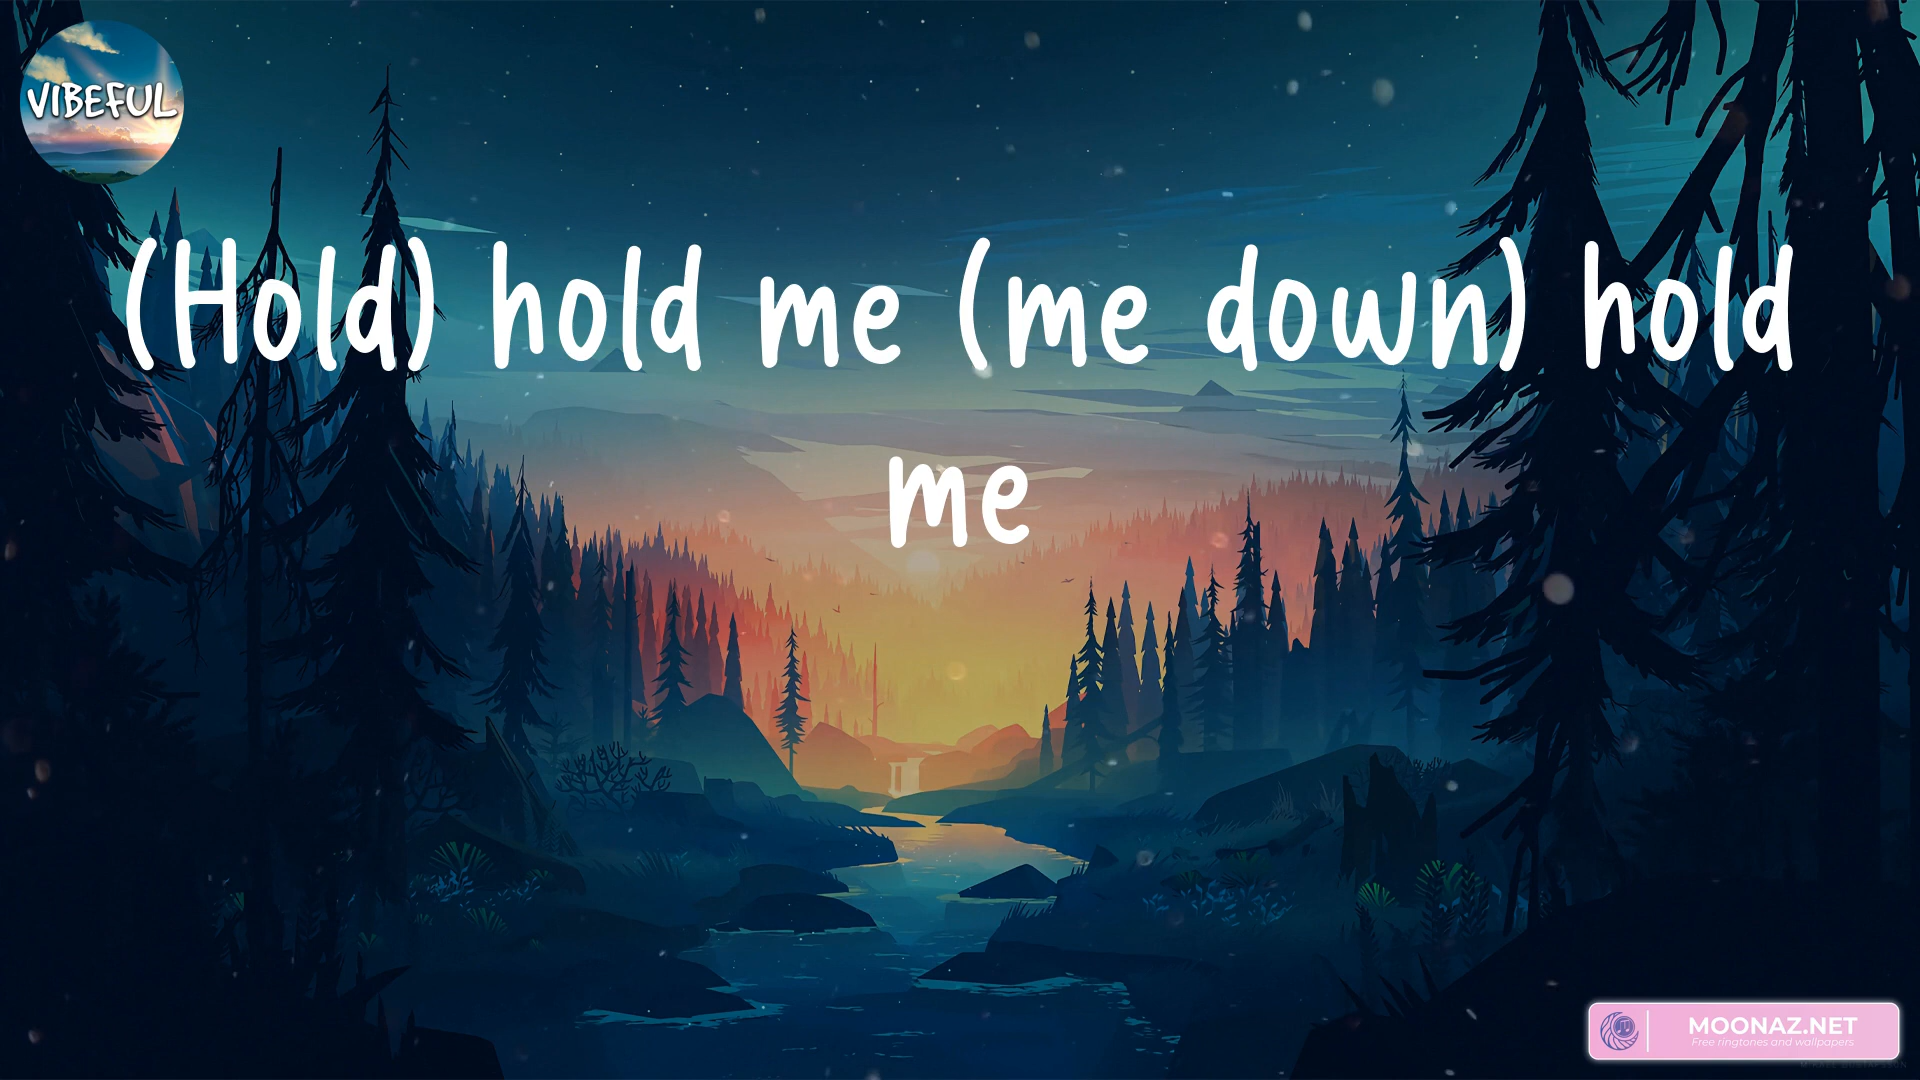 VIBEFUL
(Hold) hold me (me down) hold
me
MOONAZ.NET
Free ringtones and wallpapers